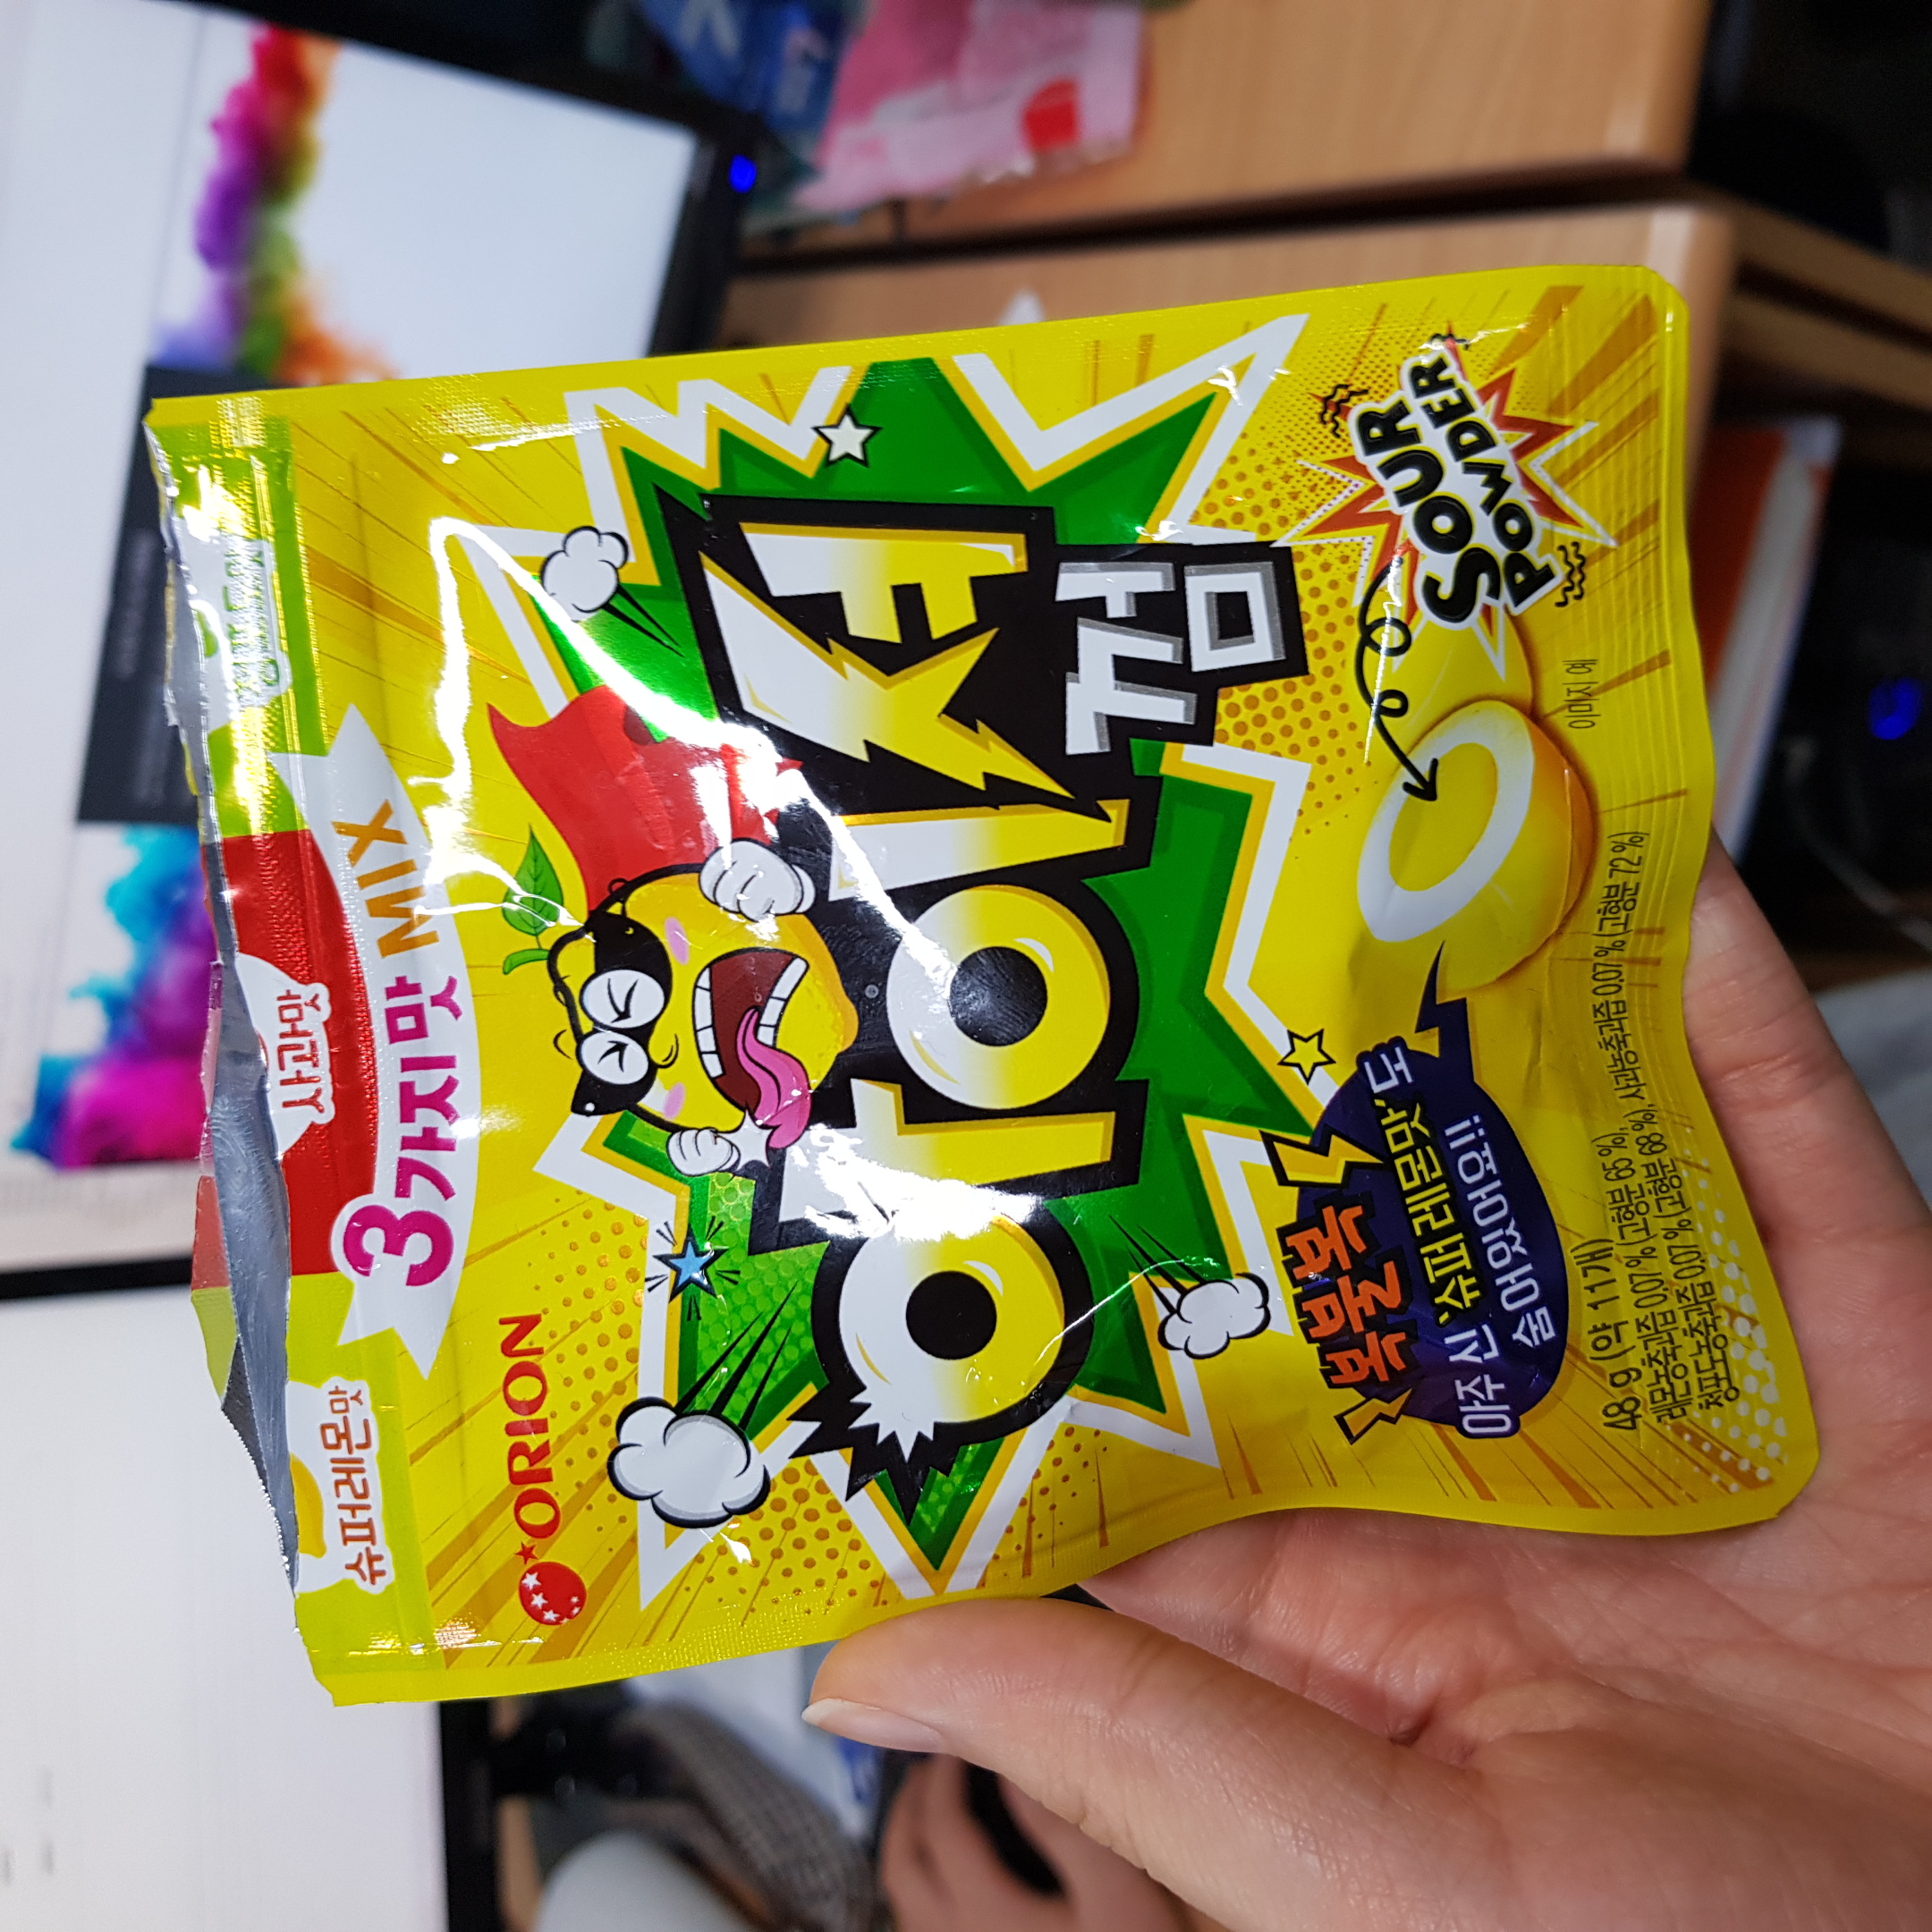 슈퍼레몬맛
사과맛
청포도맛
3가지맛 MIX
ORION
아이셔
껌
복불복
아주 신 '슈퍼레몬맛'도
숨어있어요!!
SOUR
POWDER
이미지 예
48 g (약 11개)
레몬농축과즙 0.07 % (고형분 65 %),
청포도농축과즙 0.07 % (고형분 68 %), 사과농축과즙 0.07 % (고형분 72 %)